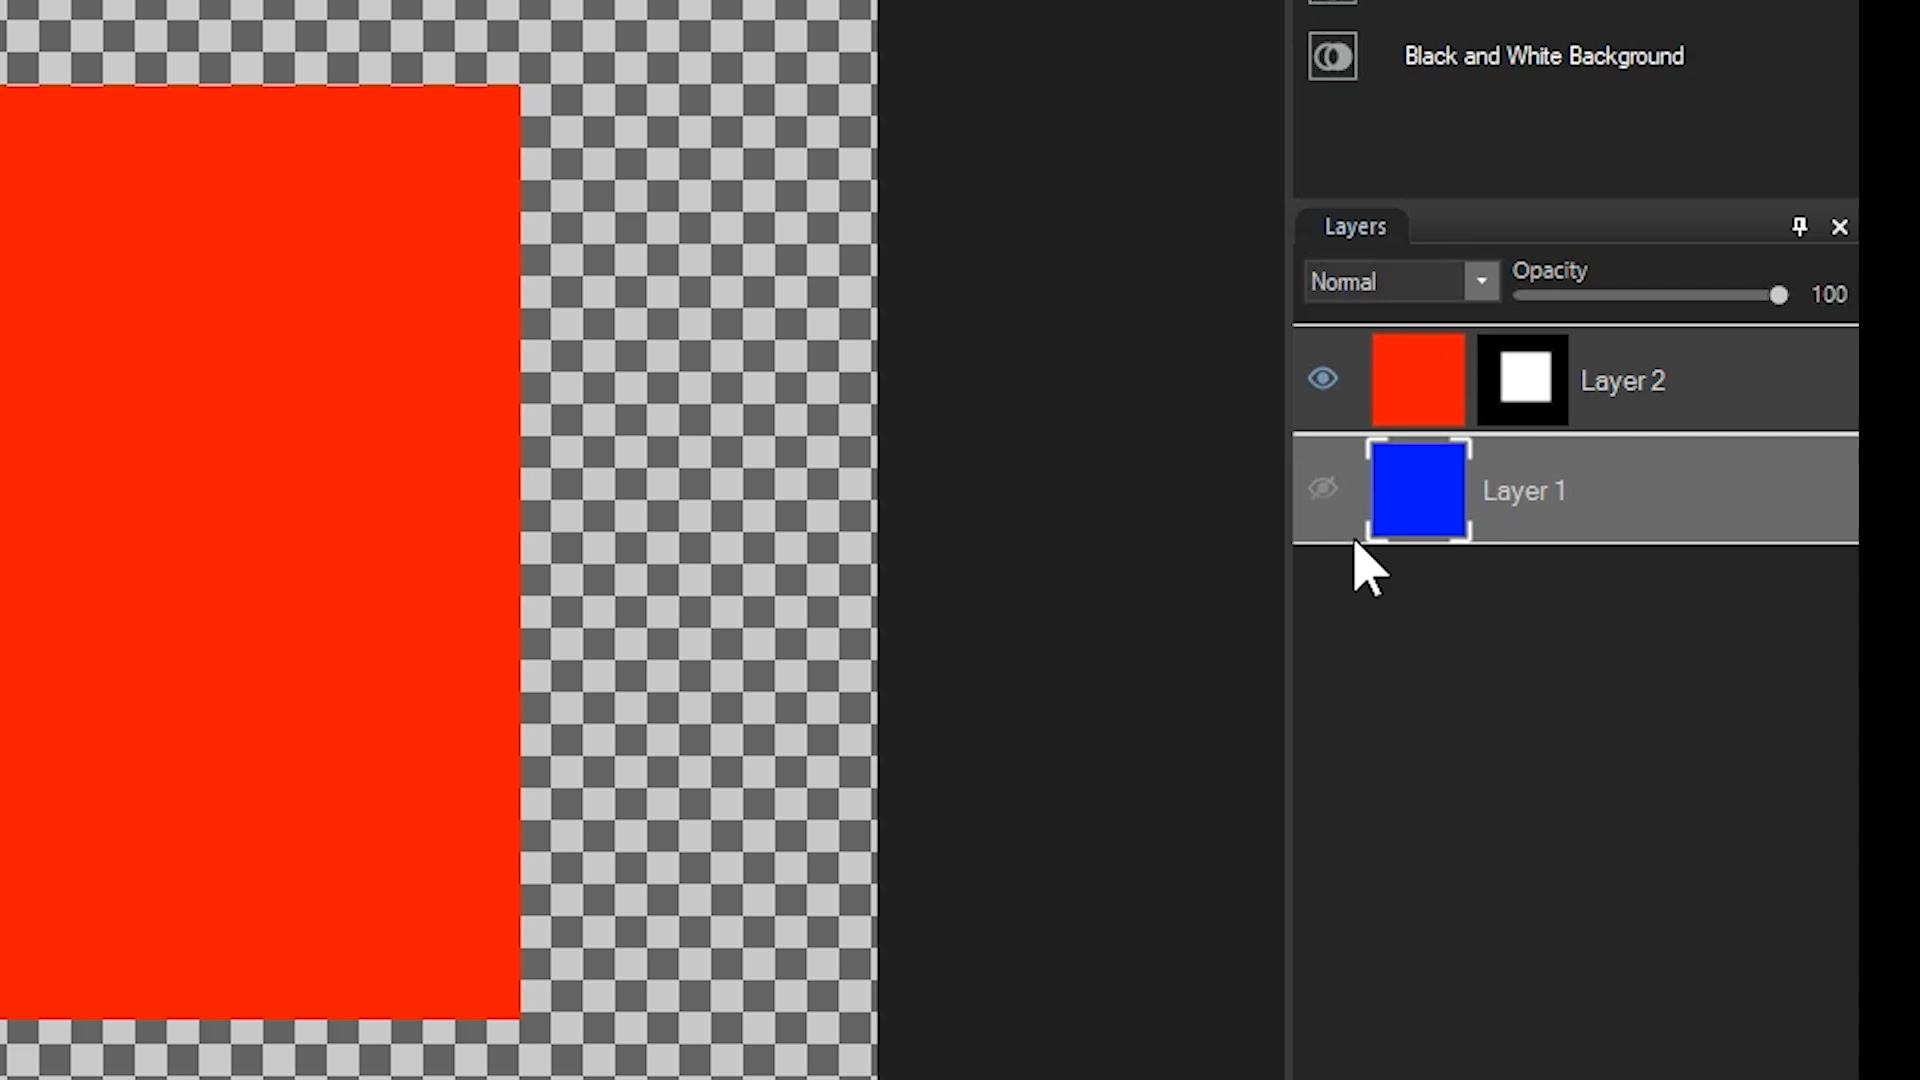 Black and White Background
Layers
Normal
Opacity
100
Layer 2
Layer 1